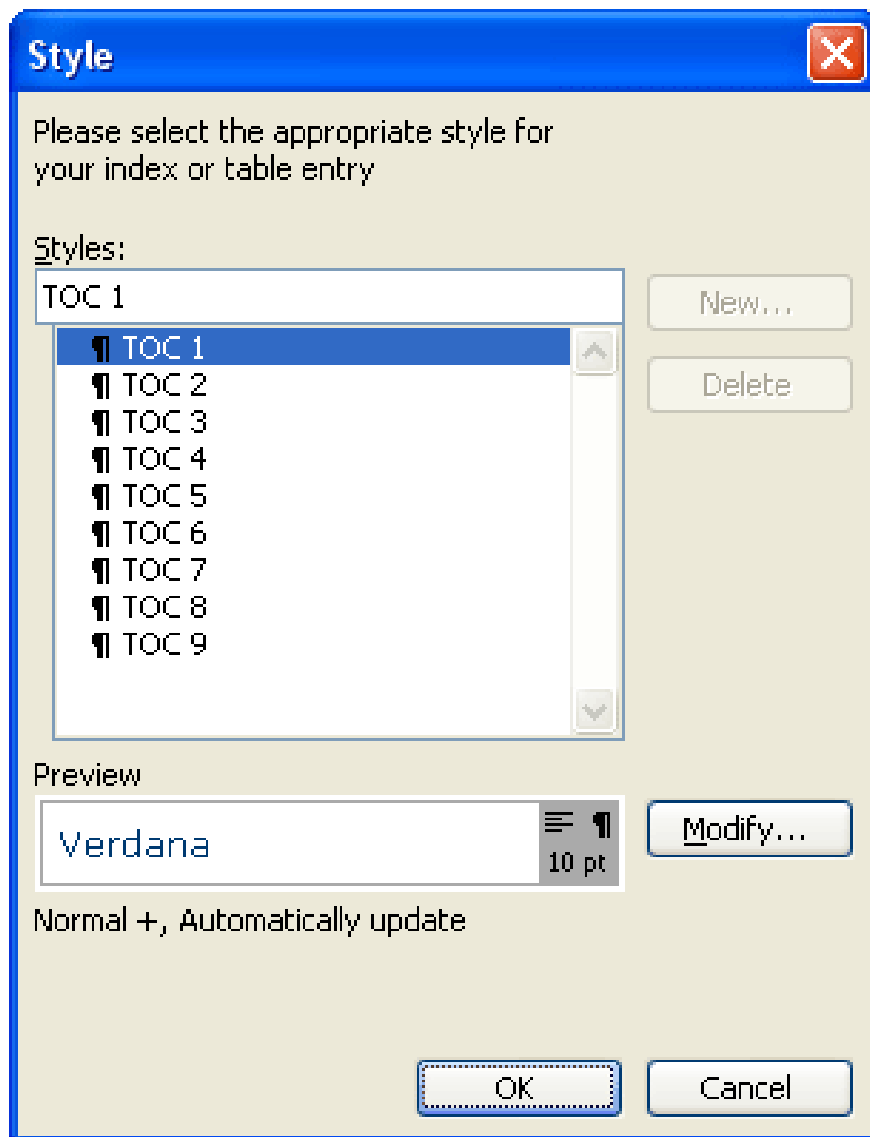 Style
Please select the appropriate style for
your index or table entry
Styles:
TOC 1
New...
¶ TOC 1
¶ TOC 2
Delete
¶ TOC 3
¶ TOC 4
¶ TOC 5
¶ TOC 6
¶ TOC 7
¶ TOC 8
¶ TOC 9
Preview
Verdana
¶
10 pt
Modify...
Normal +, Automatically update
OK
Cancel